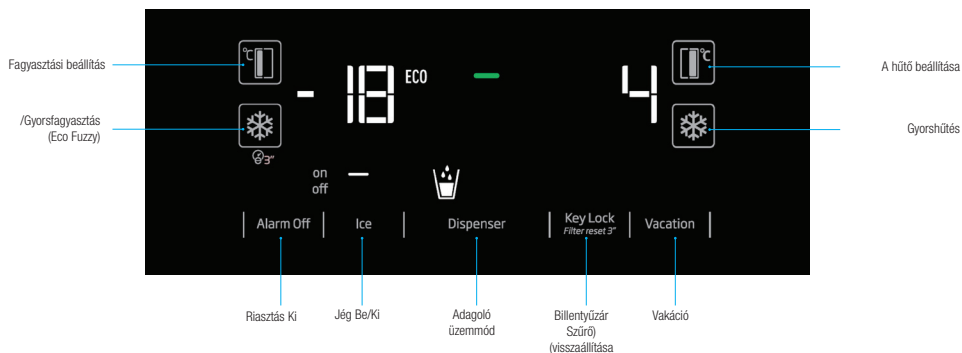 Fagyasztási beállítás
°C
- 18
ECO
4
°C
A hűtő beállítása
/Gyorsfagyasztás
(Eco Fuzzy)
Gyorshűtés
3"
on
off
Alarm Off
Ice
Dispenser
Key Lock
Filter reset 3"
Vacation
Riasztás Ki
Jég Be/Ki
Adagoló
üzemmód
Billentyűzár
Szűrő)
(visszaállítása
Vakáció